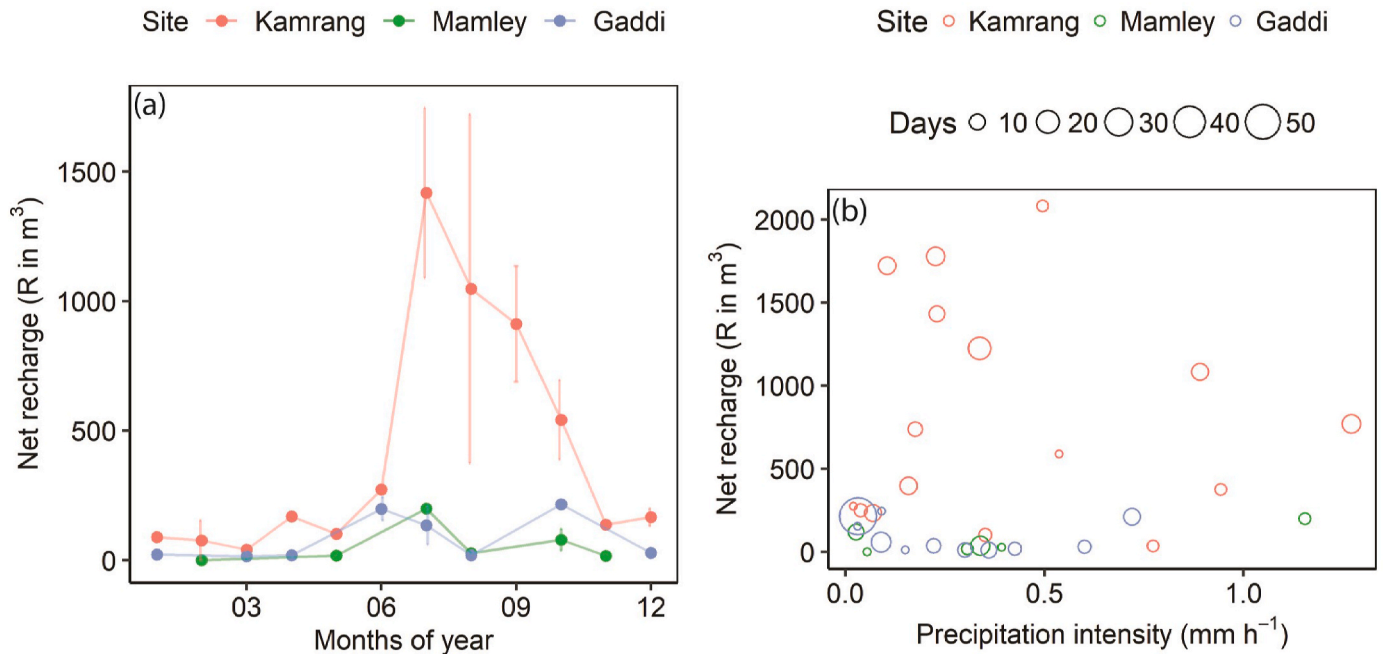 Site Kamrang Mamley Gaddi
(a)
Net recharge (R in m³)
1500
1000
500
0
03 06 09 12
Months of year
Site Kamrang Mamley Gaddi
Days 10 20 30 40 50
(b)
Net recharge (R in m³)
2000
1500
1000
500
0
0.0 0.5 1.0
Precipitation intensity (mm h⁻¹)